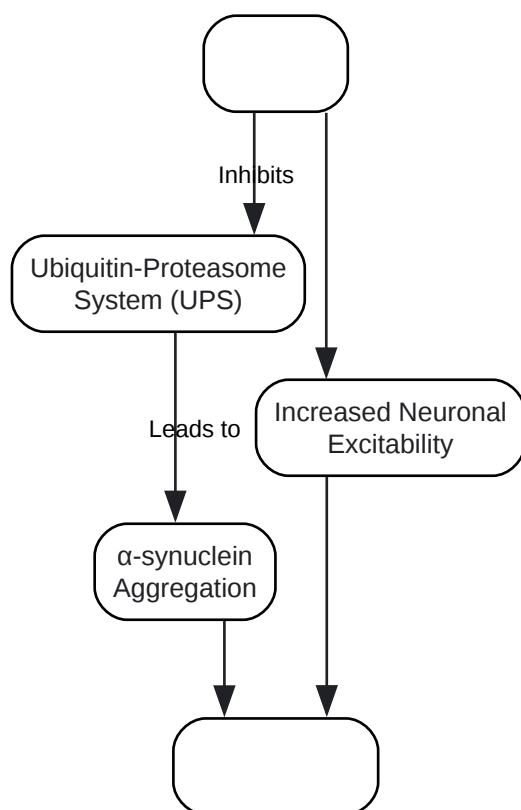 Inhibits
Ubiquitin-Proteasome
System (UPS)
Leads to
Increased Neuronal
Excitability
α-synuclein
Aggregation